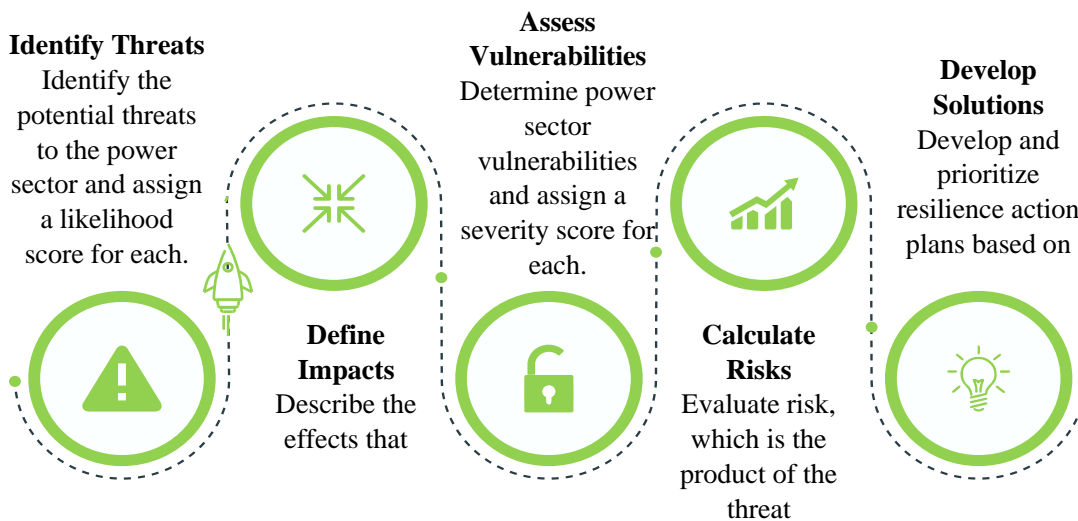 Identify Threats
Identify the
potential threats
to the power
sector and assign
a likelihood
score for each.
Define
Impacts
Describe the
effects that
Assess
Vulnerabilities
Determine power
sector
vulnerabilities
and assign a
severity score for
each.
Calculate
Risks
Evaluate risk,
which is the
product of the
threat
Develop
Solutions
Develop and
prioritize
resilience action
plans based on